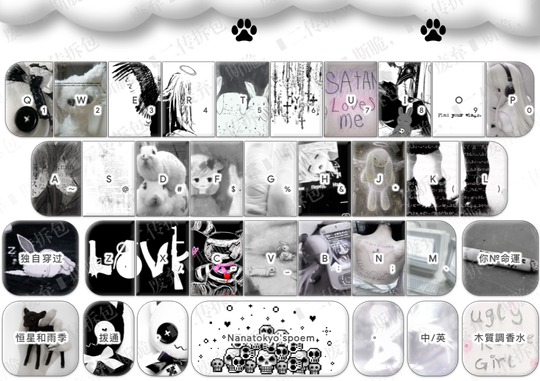 Q 1 W 2 E 3 R 4 T 5 Y 6 U 7 I 8 O 9 P 0
SATAN
Loves
me
Find your wings.
A ~ S @ D # F $ G % H & J * K ( L )
独自穿过 Z X C V B N M 你Nº命運
LOVE
恒星和雨季 拔通 Nanatokyo spoem 中/英 木質調香水
ugly
Girl